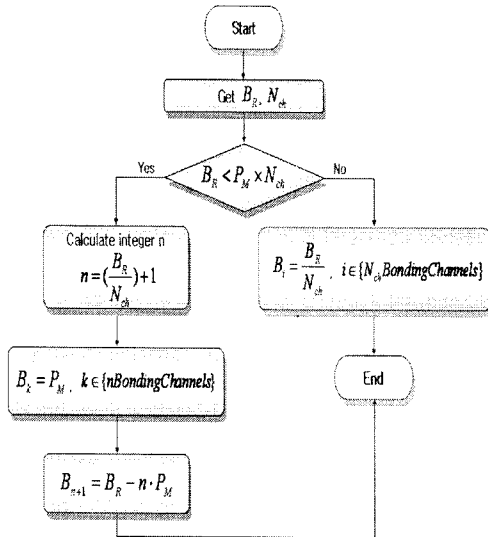 Start
Get B_R, N_ch
B_R < P_M × N_ch
Yes
No
Calculate integer n
n = (B_R / N_ch) + 1
B_i = B_R / N_ch , i ∈ {N_ch BondingChannels}
B_k = P_M , k ∈ {nBondingChannels}
End
B_n+1 = B_R − n · P_M